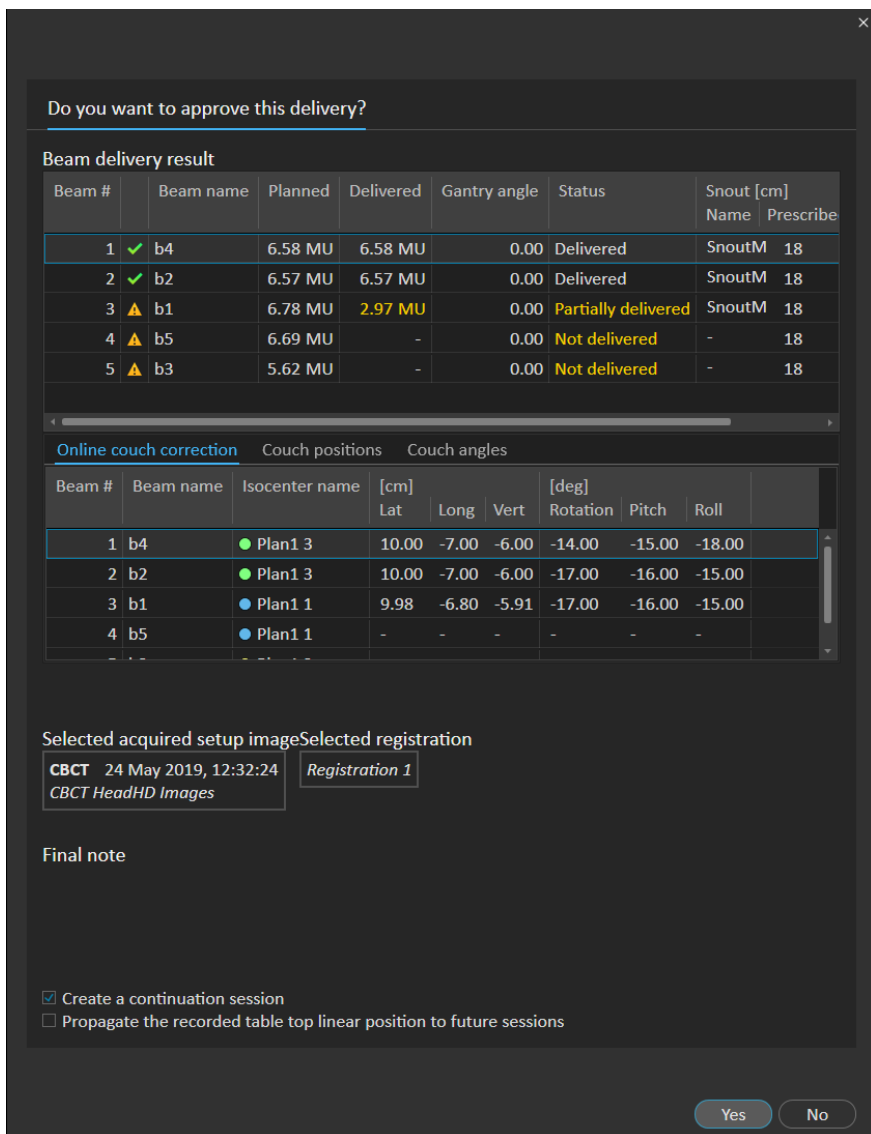 Do you want to approve this delivery?
Beam delivery result
Beam # Beam name Planned Delivered Gantry angle Status Snout [cm]
Name Prescribe
1 b4 6.58 MU 6.58 MU 0.00 Delivered SnoutM 18
2 b2 6.57 MU 6.57 MU 0.00 Delivered SnoutM 18
3 b1 6.78 MU 2.97 MU 0.00 Partially delivered SnoutM 18
4 b5 6.69 MU - 0.00 Not delivered - 18
5 b3 5.62 MU - 0.00 Not delivered - 18
Online couch correction Couch positions Couch angles
Beam # Beam name Isocenter name [cm] [deg]
Lat Long Vert Rotation Pitch Roll
1 b4 Plan1 3 10.00 -7.00 -6.00 -14.00 -15.00 -18.00
2 b2 Plan1 3 10.00 -7.00 -6.00 -17.00 -16.00 -15.00
3 b1 Plan1 1 9.98 -6.80 -5.91 -17.00 -16.00 -15.00
4 b5 Plan1 1 - - - - - -
Selected acquired setup image Selected registration
CBCT 24 May 2019, 12:32:24 Registration 1
CBCT HeadHD Images
Final note
Create a continuation session
Propagate the recorded table top linear position to future sessions
Yes No